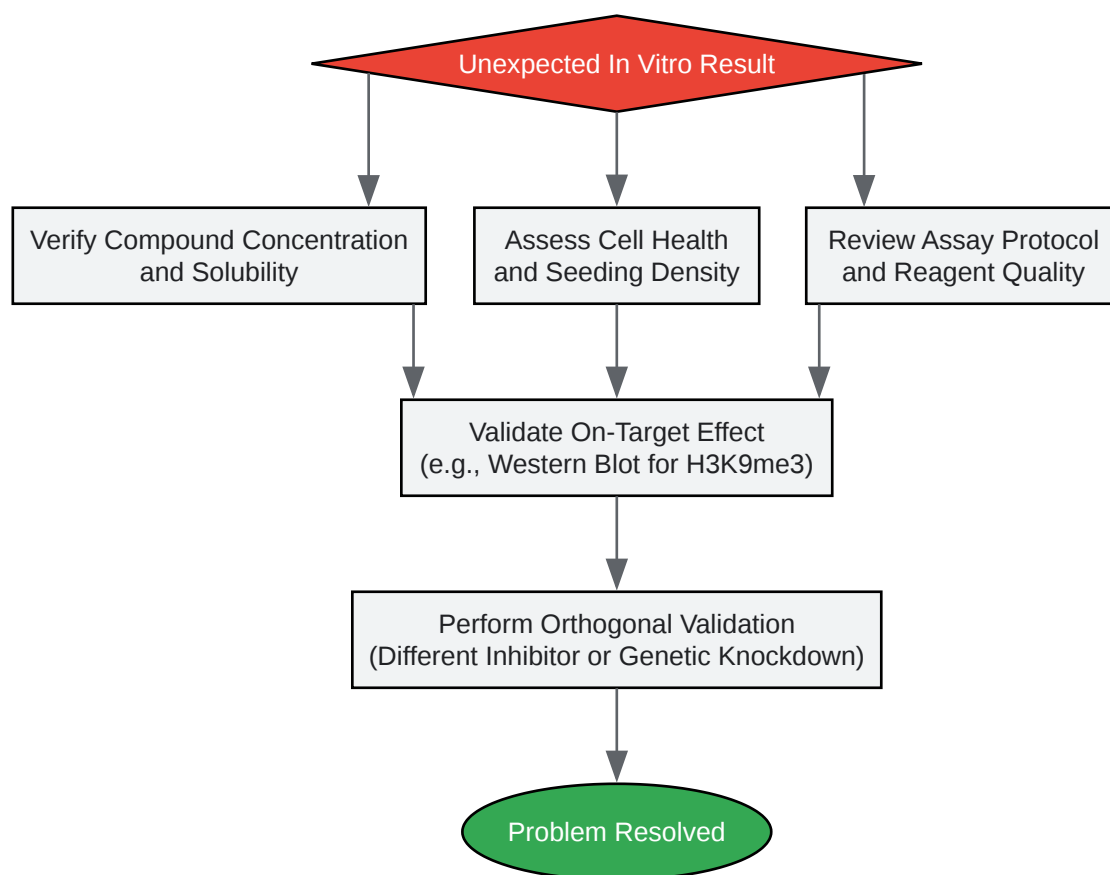 Unexpected In Vitro Result
Verify Compound Concentration
and Solubility
Assess Cell Health
and Seeding Density
Review Assay Protocol
and Reagent Quality
Validate On-Target Effect
(e.g., Western Blot for H3K9me3)
Perform Orthogonal Validation
(Different Inhibitor or Genetic Knockdown)
Problem Resolved